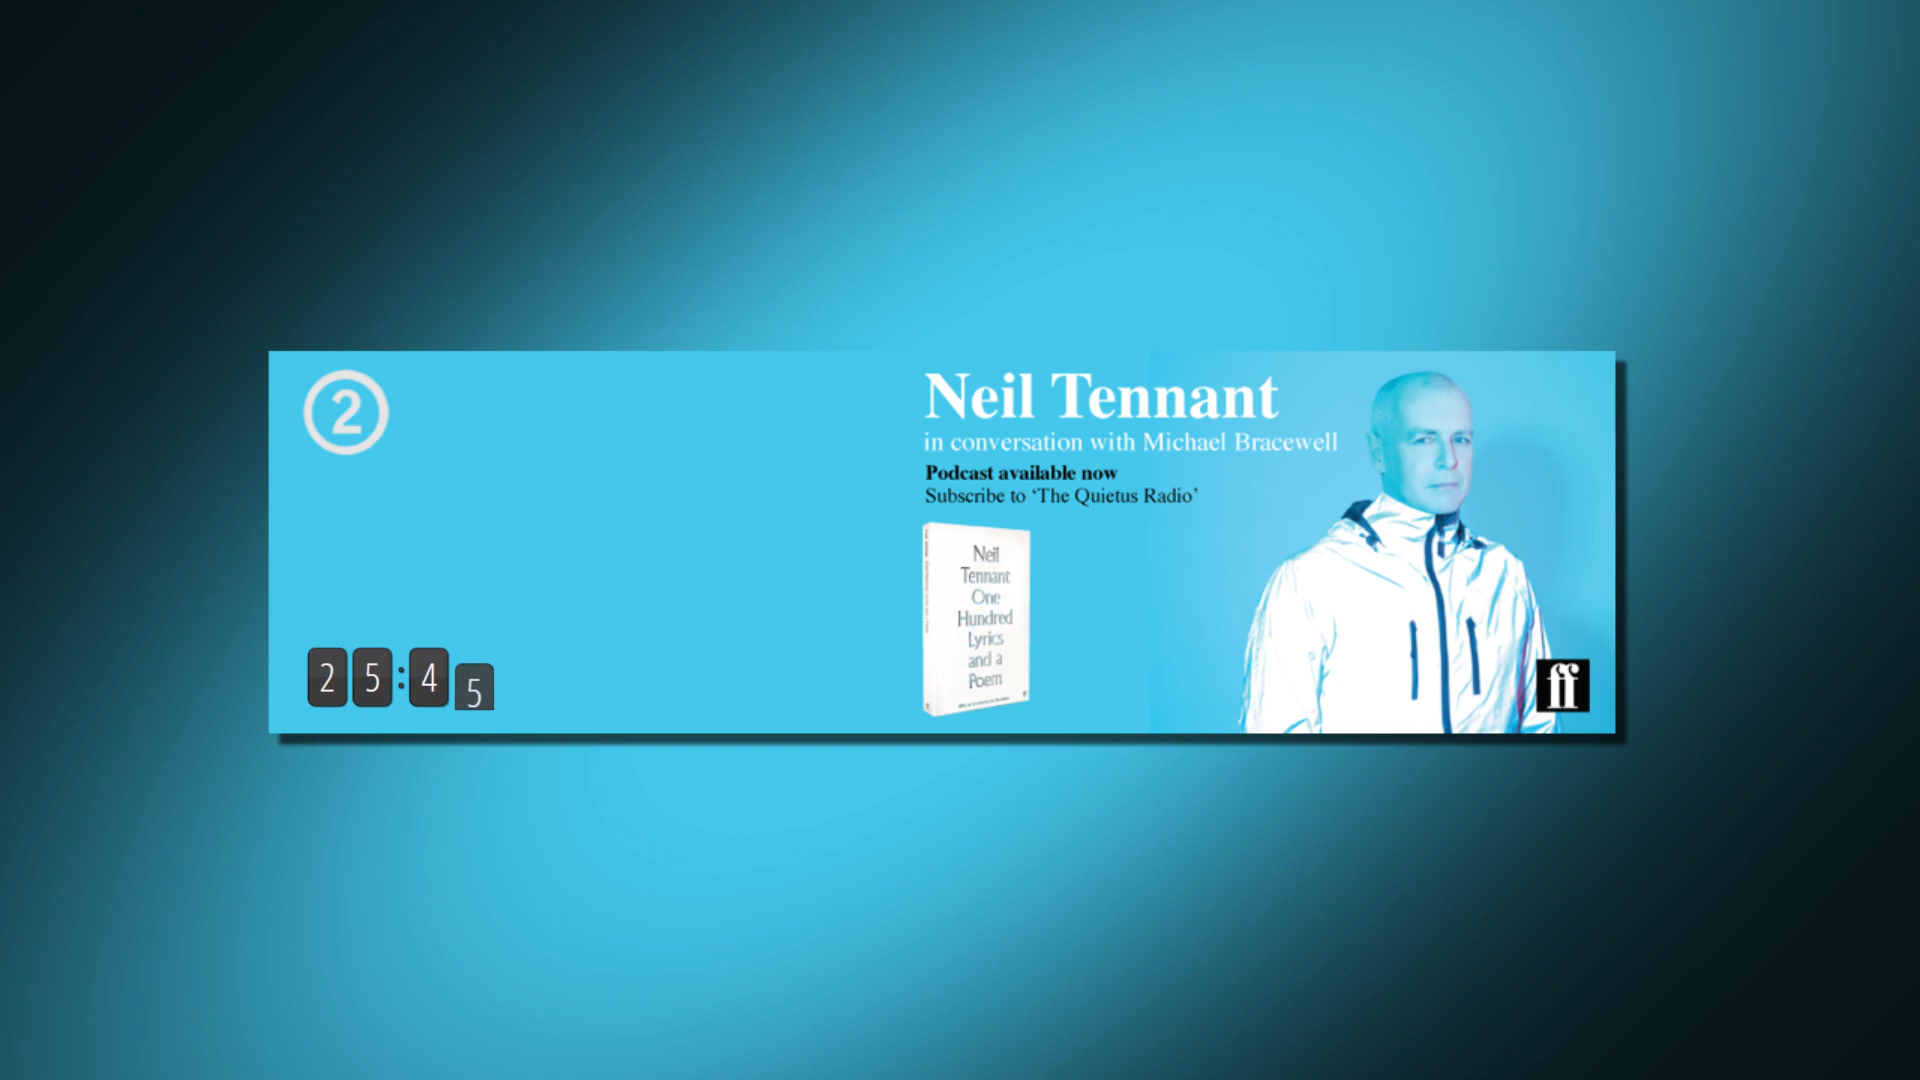 2
Neil Tennant
in conversation with Michael Bracewell
Podcast available now
Subscribe to ‘The Quietus Radio’
Neil
Tennant
One
Hundred
Lyrics
and a
Poem
25:45
ff